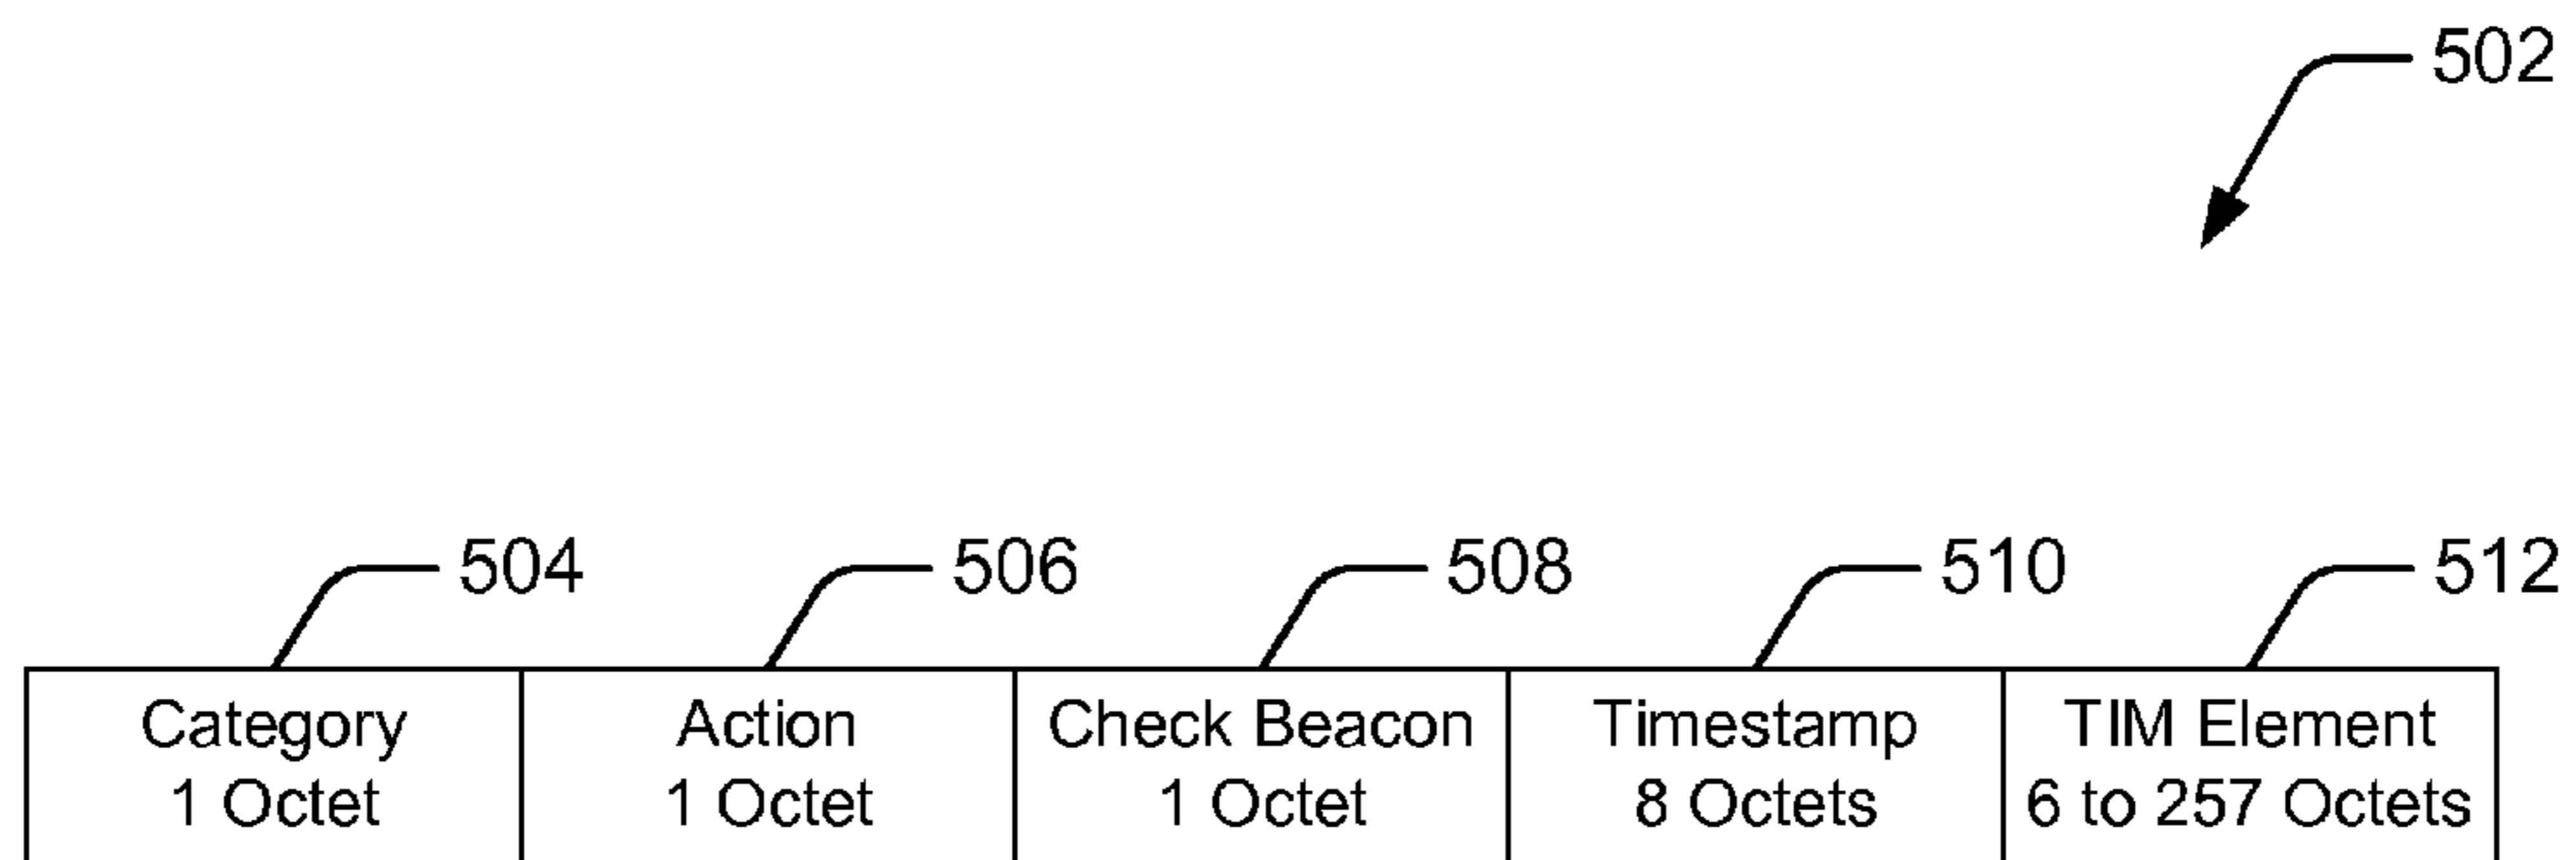 502
504
506
508
510
512
Category
1 Octet
Action
1 Octet
Check Beacon
1 Octet
Timestamp
8 Octets
TIM Element
6 to 257 Octets